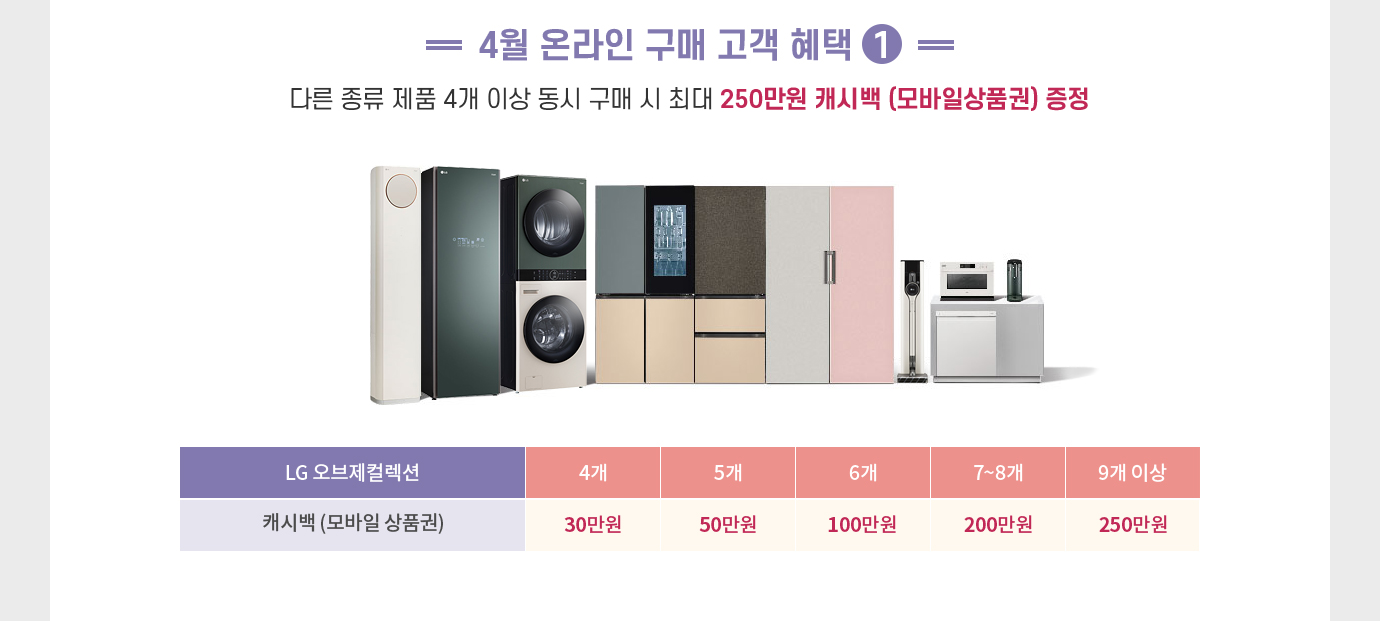 4월 온라인 구매 고객 혜택 1
다른 종류 제품 4개 이상 동시 구매 시 최대 250만원 캐시백 (모바일상품권) 증정
LG 오브제컬렉션 4개 5개 6개 7~8개 9개 이상
캐시백 (모바일 상품권) 30만원 50만원 100만원 200만원 250만원